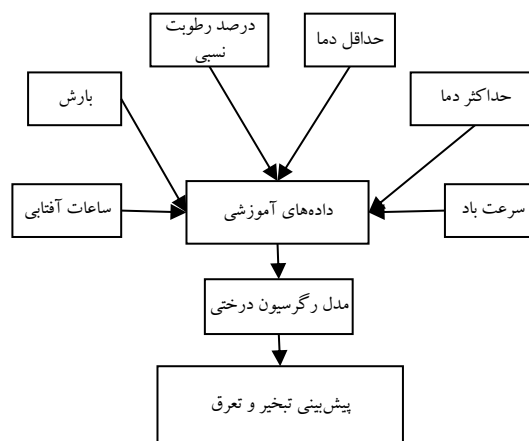 درصد رطوبت
نسبی
حداقل دما
بارش
حداکثر دما
ساعات آفتابی
داده‌های آموزشی
سرعت باد
مدل رگرسیون درختی
پیش‌بینی تبخیر و تعرق